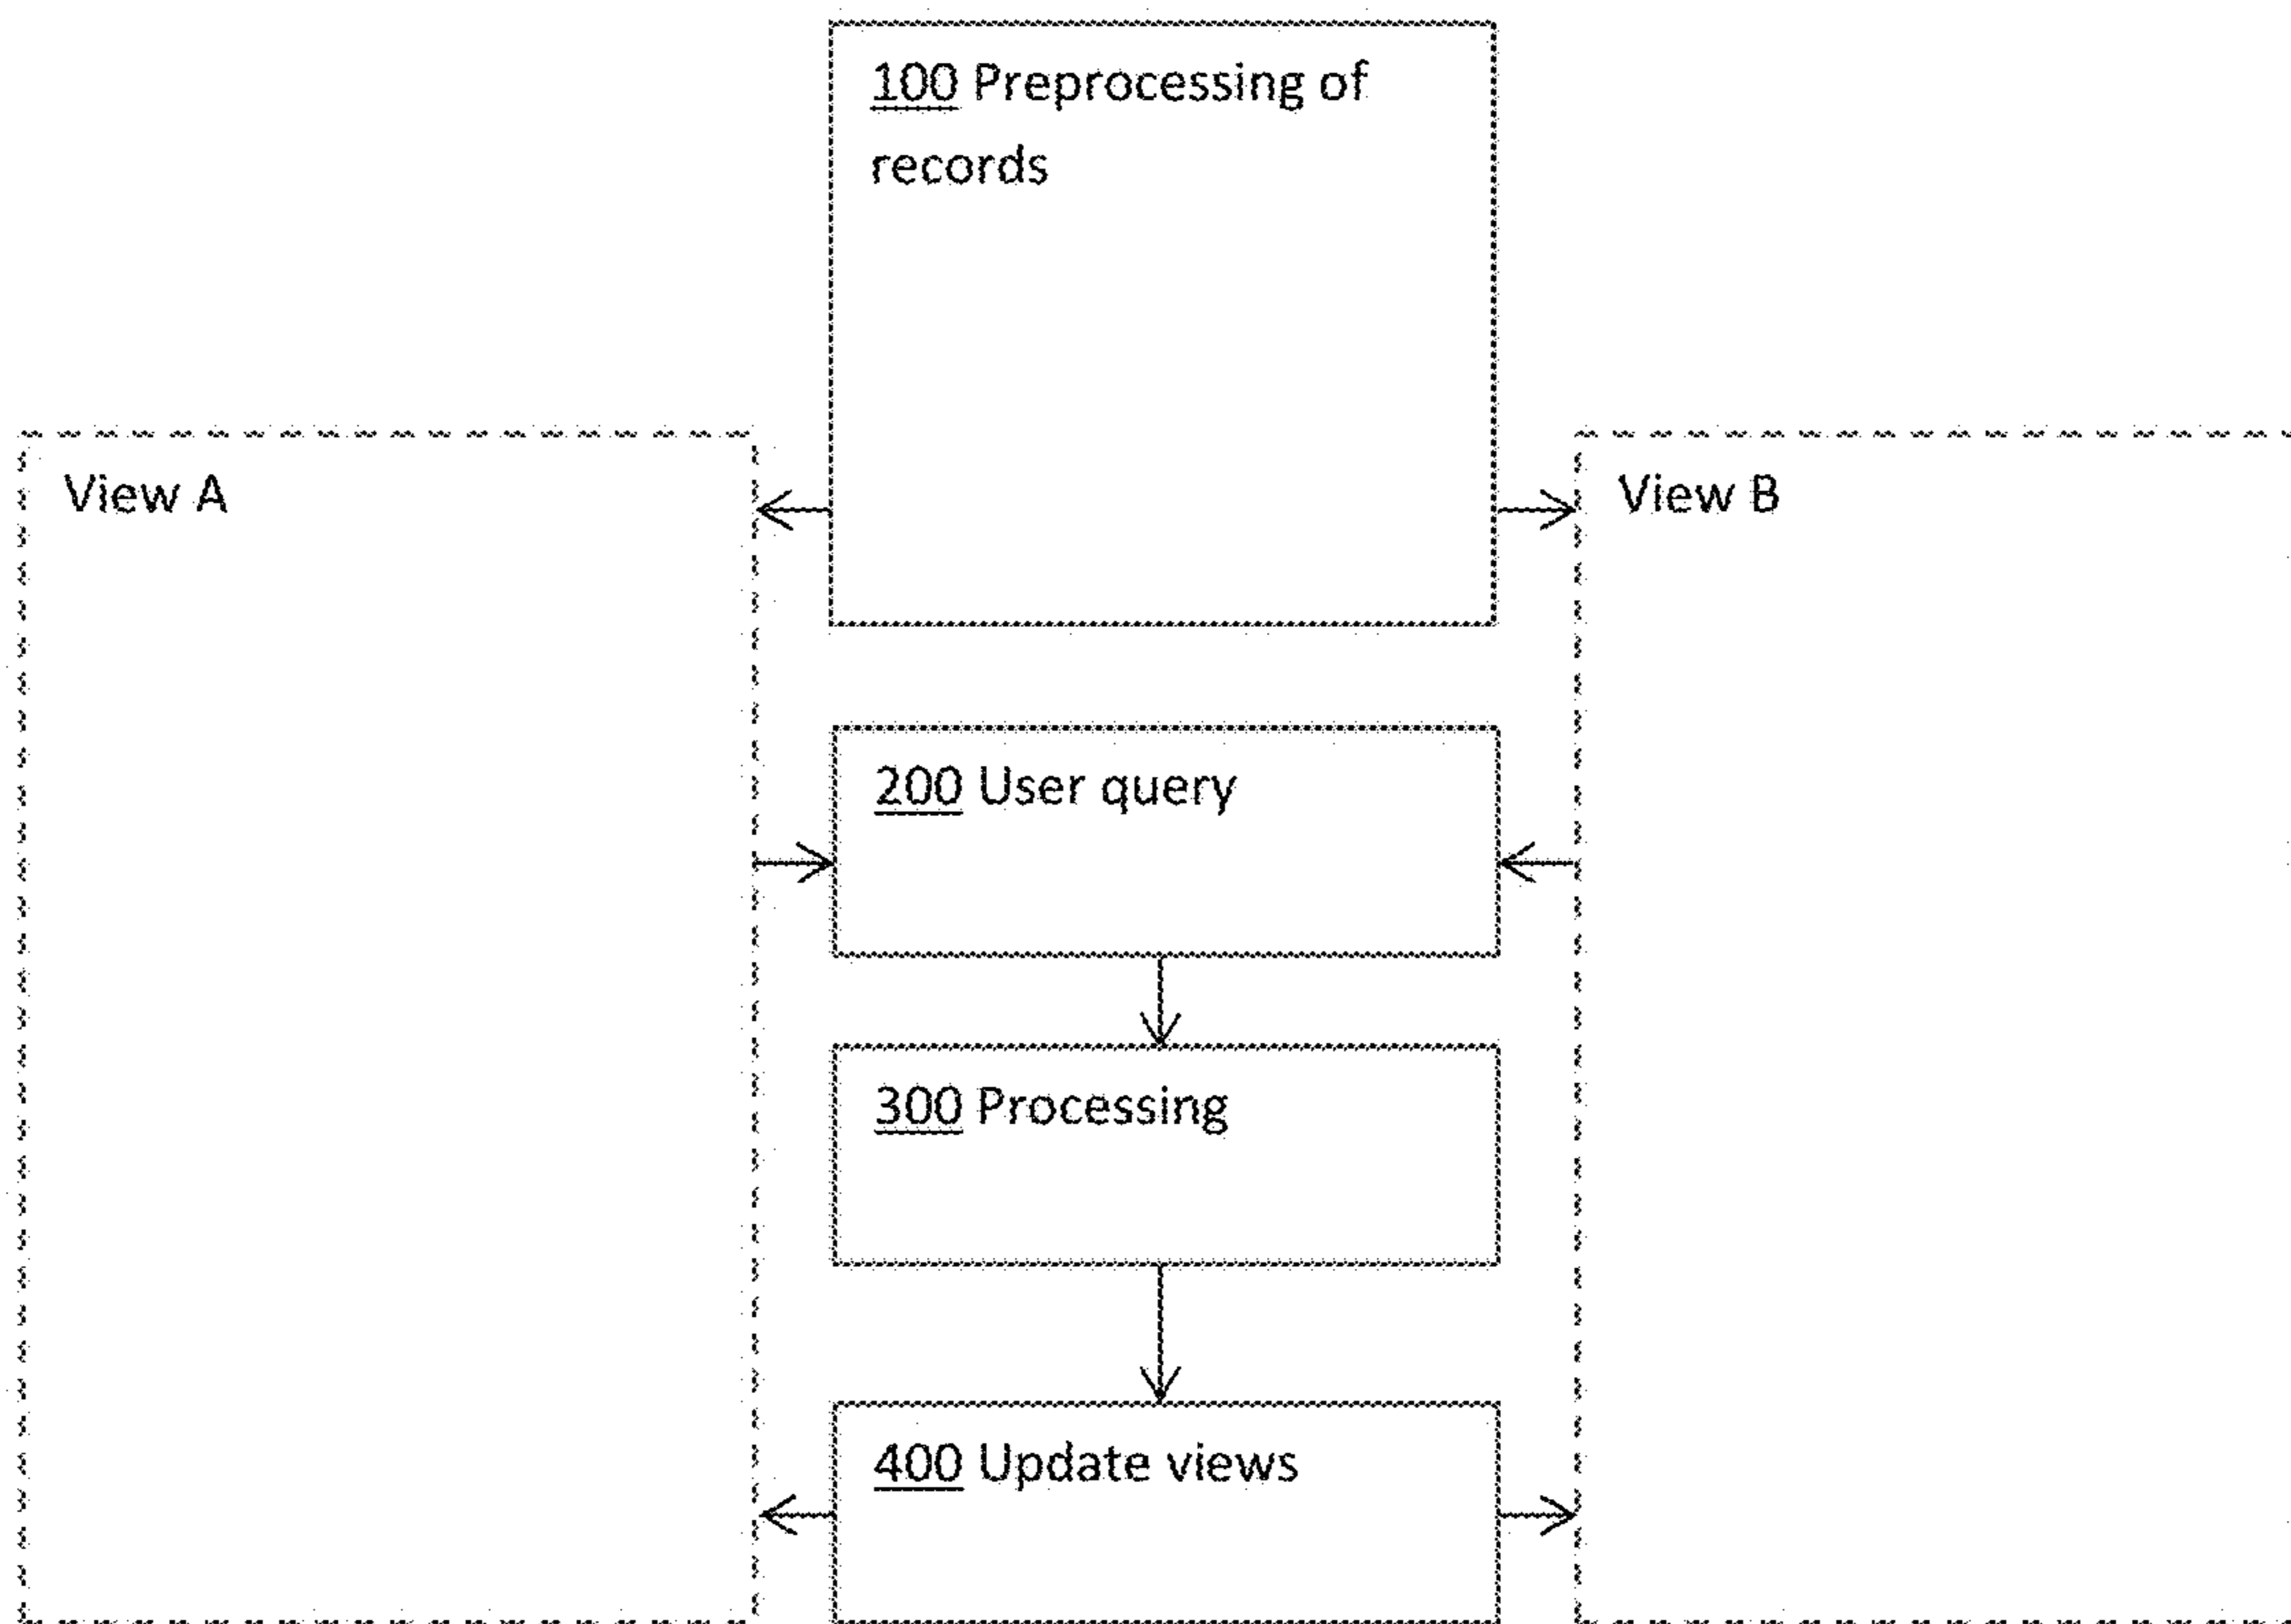 100 Preprocessing of
records
View A
View B
200 User query
300 Processing
400 Update views